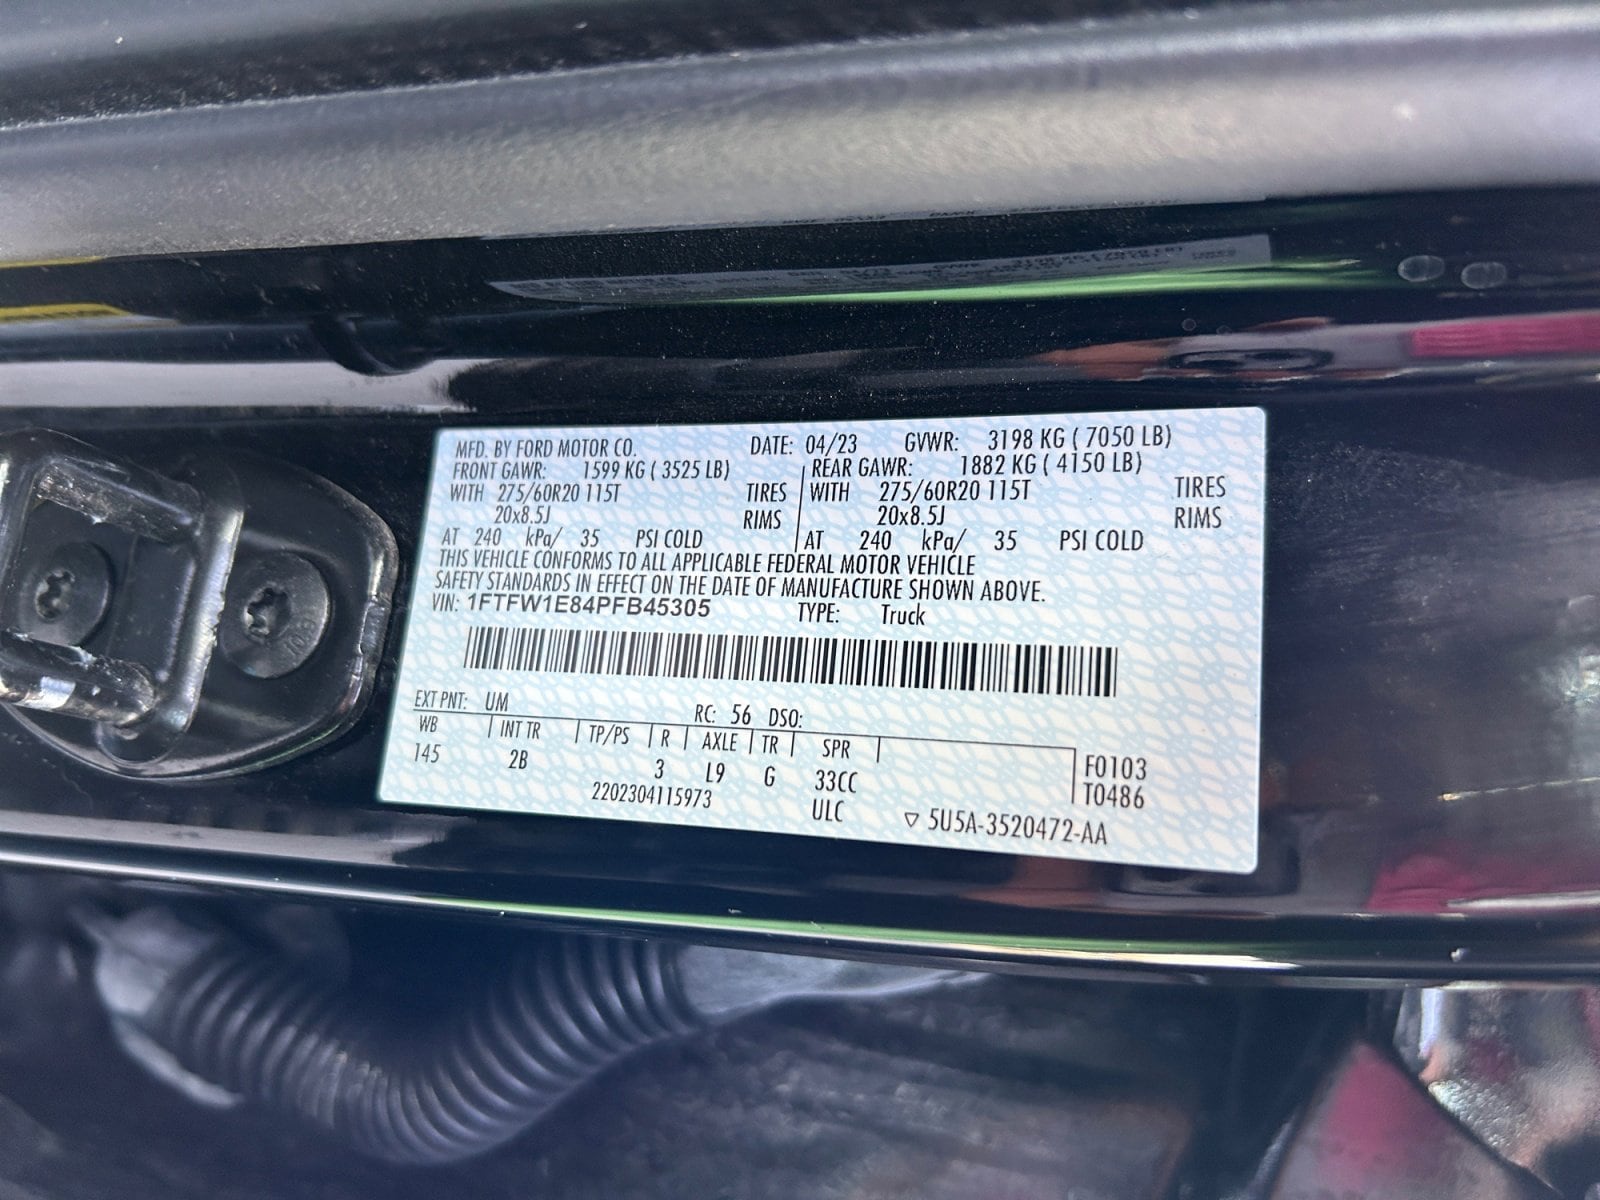 MFD. BY FORD MOTOR CO. DATE: 04/23 GVWR: 3198 KG ( 7050 LB)
FRONT GAWR: 1599 KG ( 3525 LB) REAR GAWR: 1882 KG ( 4150 LB)
WITH 275/60R20 115T TIRES WITH 275/60R20 115T TIRES
20x8.5J RIMS 20x8.5J RIMS
AT 240 kPa/ 35 PSI COLD AT 240 kPa/ 35 PSI COLD
THIS VEHICLE CONFORMS TO ALL APPLICABLE FEDERAL MOTOR VEHICLE
SAFETY STANDARDS IN EFFECT ON THE DATE OF MANUFACTURE SHOWN ABOVE.
VIN: 1FTFW1E84PFB45305 TYPE: Truck
EXT PNT: UM RC: 56 DSO:
WB INT TR TP/PS R AXLE TR SPR
145 2B 3 L9 G 33CC F0103
2202304115973 ULC T0486
▽ 5U5A-3520472-AA
10.9